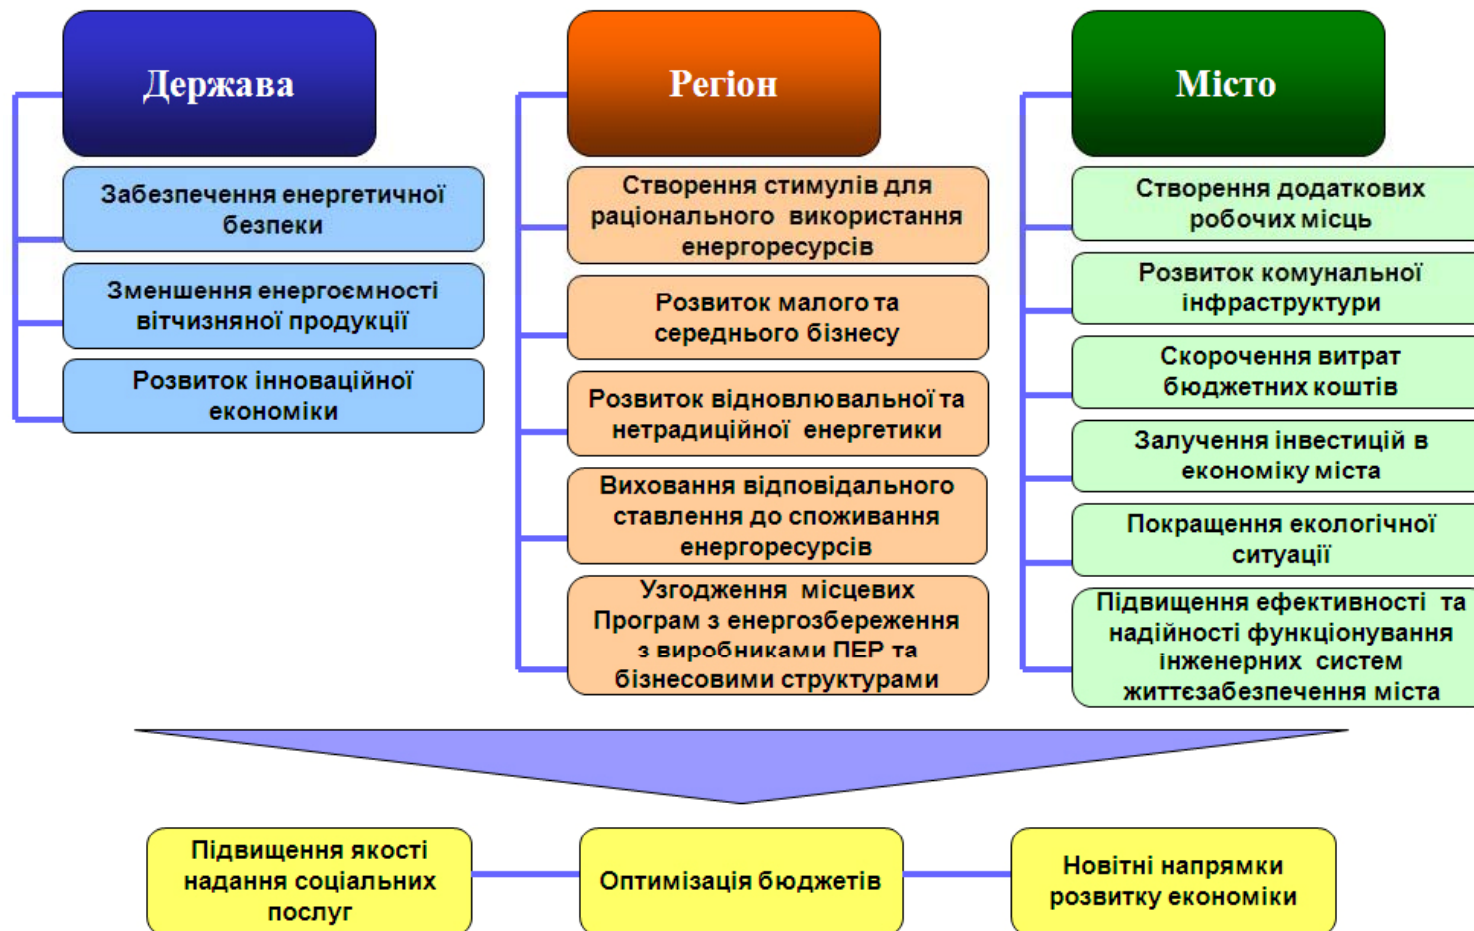 Держава
Забезпечення енергетичної
безпеки
Зменшення енергоємності
вітчизняної продукції
Розвиток інноваційної
економіки
Регіон
Створення стимулів для
раціонального використання
енергоресурсів
Розвиток малого та
середнього бізнесу
Розвиток відновлювальної та
нетрадиційної енергетики
Виховання відповідального
ставлення до споживання
енергоресурсів
Узгодження місцевих
Програм з енергозбереження
з виробниками ПЕР та
бізнесовими структурами
Місто
Створення додаткових
робочих місць
Розвиток комунальної
інфраструктури
Скорочення витрат
бюджетних коштів
Залучення інвестицій в
економіку міста
Покращення екологічної
ситуації
Підвищення ефективності та
надійності функціонування
інженерних систем
життєзабезпечення міста
Підвищення якості
надання соціальних
послуг
Оптимізація бюджетів
Новітні напрямки
розвитку економіки